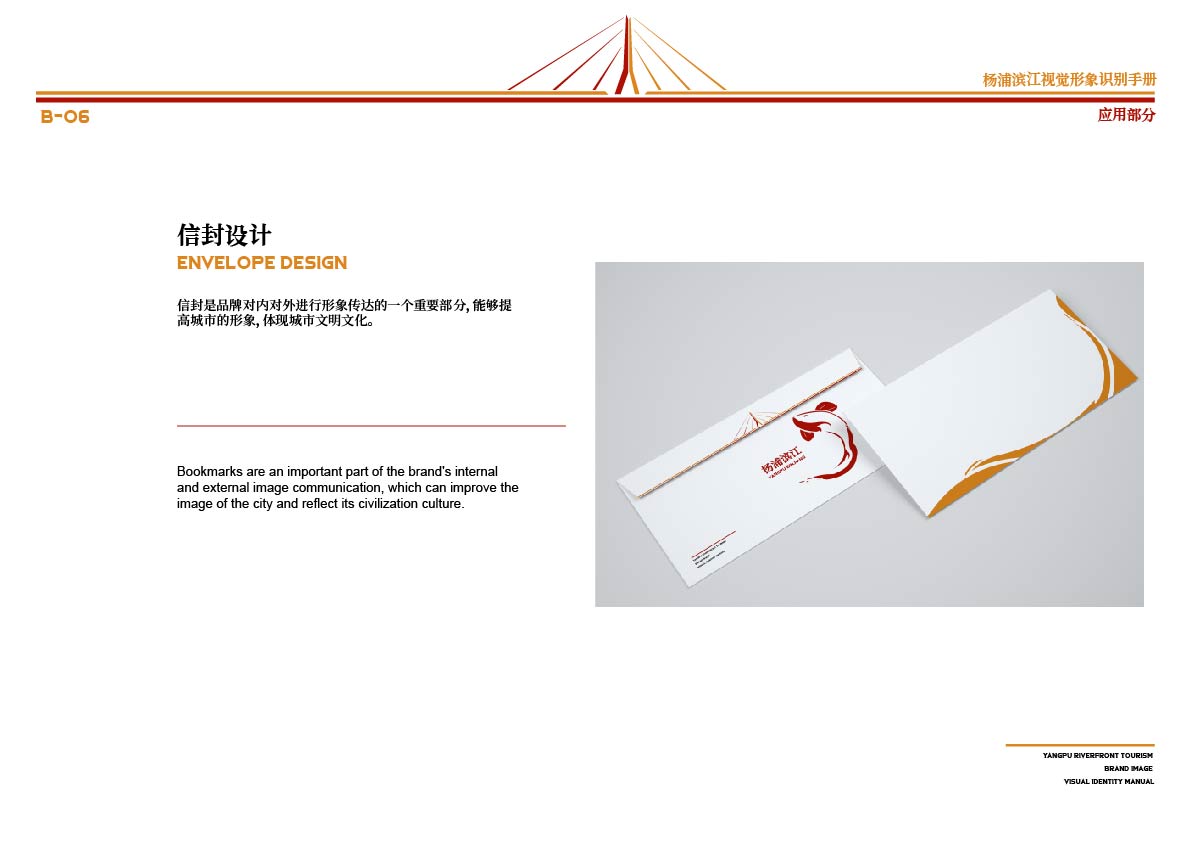 杨浦滨江视觉形象识别手册
B-06
应用部分
信封设计
ENVELOPE DESIGN
信封是品牌对内对外进行形象传达的一个重要部分，能够提
高城市的形象，体现城市文明文化。
Bookmarks are an important part of the brand's internal
and external image communication, which can improve the
image of the city and reflect its civilization culture.
杨浦滨江
YANGPU RIVERFRONT TOURISM
BRAND IMAGE
VISUAL IDENTITY MANUAL